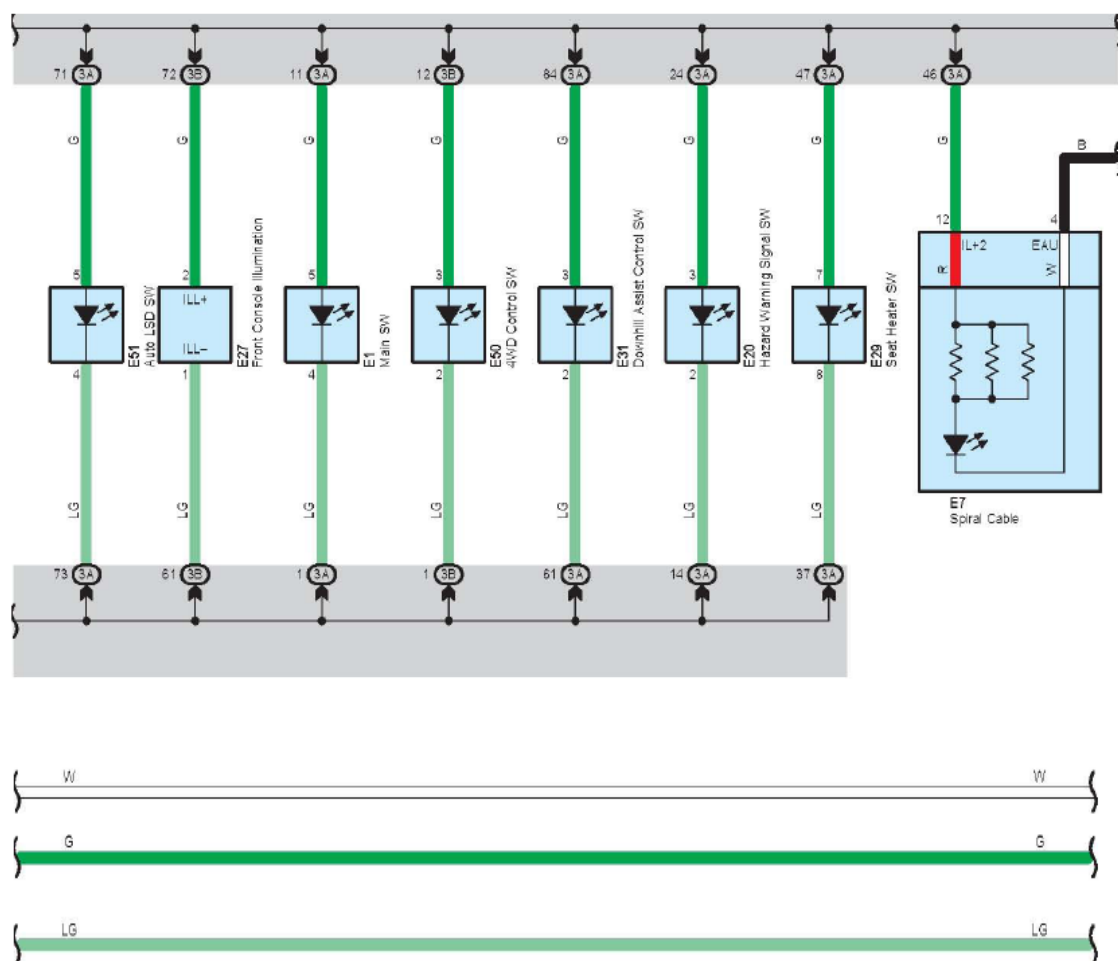 71 3A 72 3B 11 3A 12 3B 84 3A 24 3A 47 3A 46 3A
G G G G G G G G B
12 4
IL+2 EAU
R W
5 2 5 3 3 3 7
ILL+
ILL−
4 1 4 2 2 2 8
E51
Auto LSD SW
E27
Front Console Illumination
E1
Main SW
E50
4WD Control SW
E31
Downhill Assist Control SW
E20
Hazard Warning Signal SW
E29
Seat Heater SW
E7
Spiral Cable
LG LG LG LG LG LG LG
73 3A 61 3B 1 3A 1 3B 61 3A 14 3A 37 3A
W W
G G
LG LG